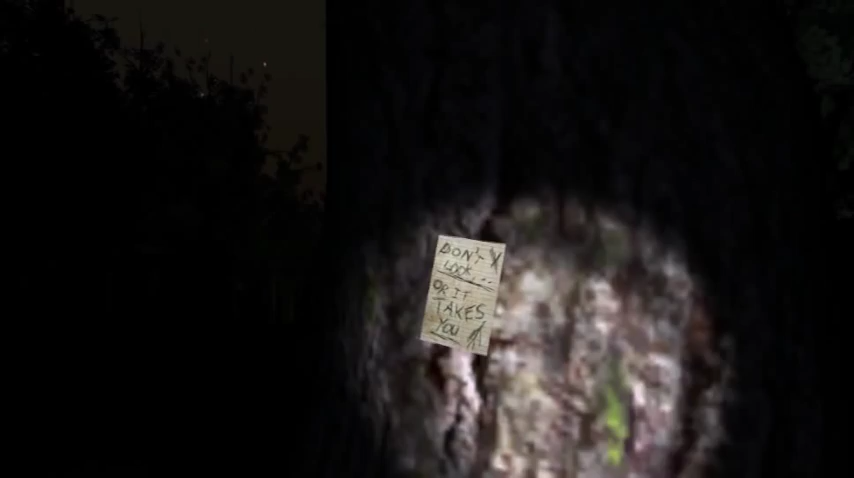 DON'T
LOOK...
OR IT
TAKES
YOU